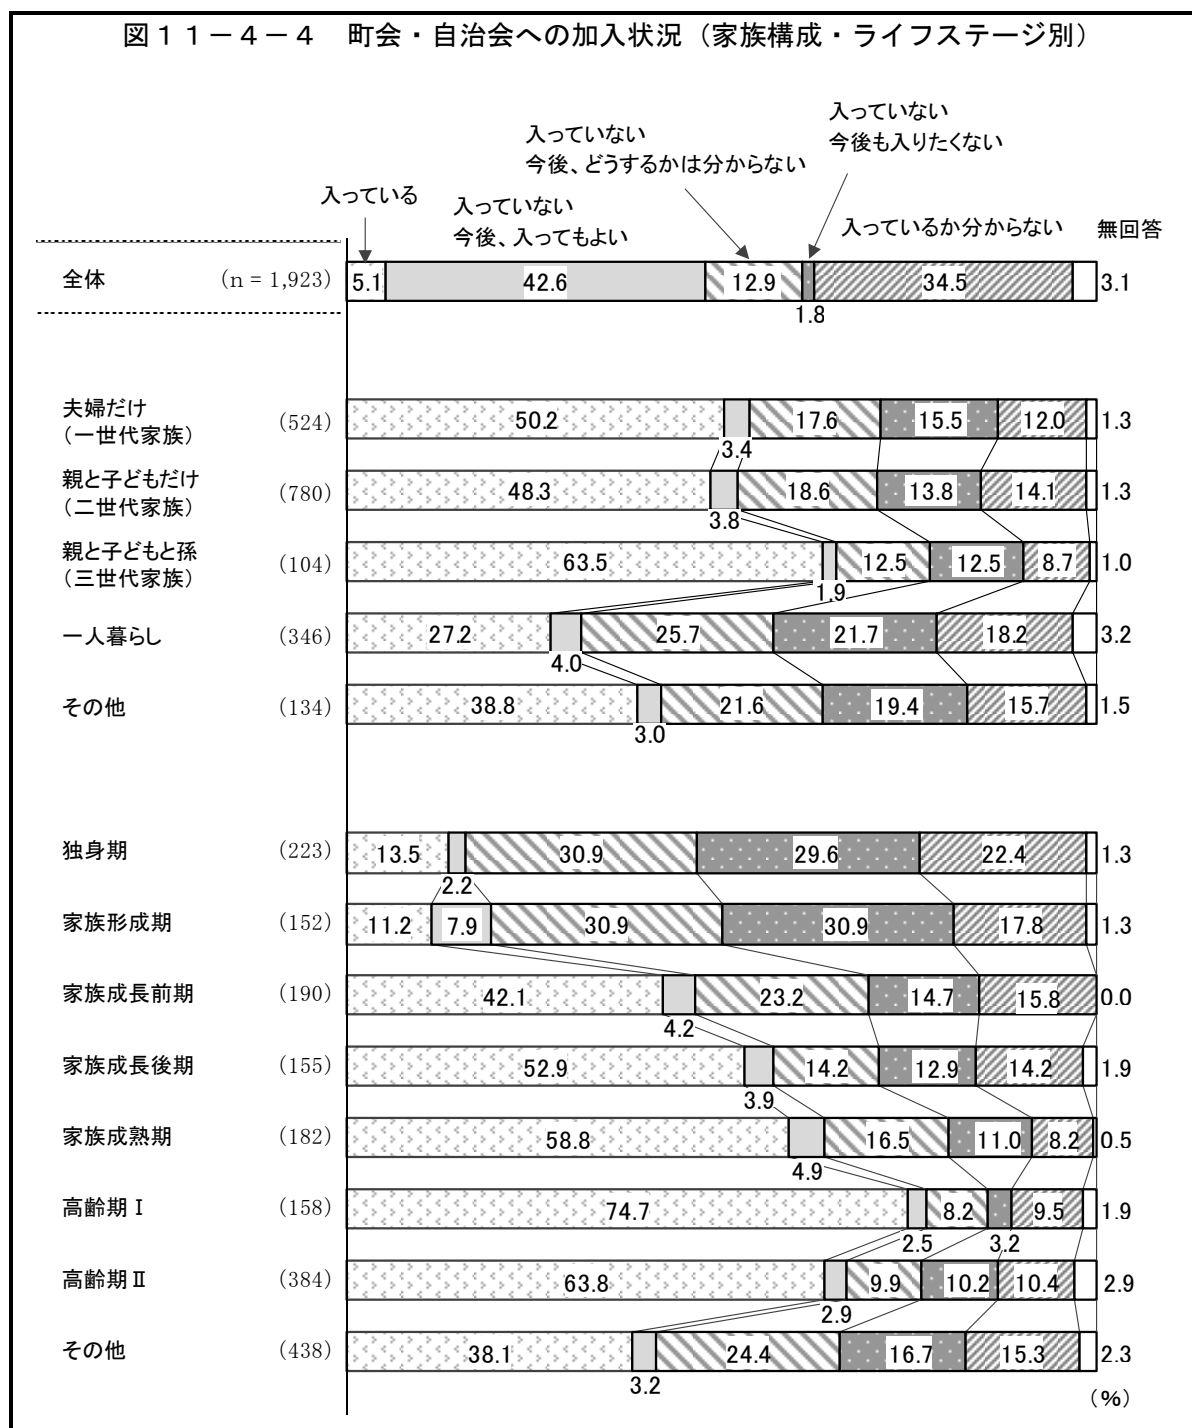 図１１－４－４　町会・自治会への加入状況（家族構成・ライフステージ別）
入っていない
今後も入りたくない
入っていない
今後、どうするかは分からない
入っている
入っていない
今後、入ってもよい
入っているか分からない
無回答
全体 (n = 1,923) 5.1 42.6 12.9 1.8 34.5 3.1
夫婦だけ
（一世代家族） (524) 50.2 3.4 17.6 15.5 12.0 1.3
親と子どもだけ
（二世代家族） (780) 48.3 3.8 18.6 13.8 14.1 1.3
親と子どもと孫
（三世代家族） (104) 63.5 1.9 12.5 12.5 8.7 1.0
一人暮らし (346) 27.2 4.0 25.7 21.7 18.2 3.2
その他 (134) 38.8 3.0 21.6 19.4 15.7 1.5
独身期 (223) 13.5 2.2 30.9 29.6 22.4 1.3
家族形成期 (152) 11.2 7.9 30.9 30.9 17.8 1.3
家族成長前期 (190) 42.1 4.2 23.2 14.7 15.8 0.0
家族成長後期 (155) 52.9 3.9 14.2 12.9 14.2 1.9
家族成熟期 (182) 58.8 4.9 16.5 11.0 8.2 0.5
高齢期Ⅰ (158) 74.7 2.5 8.2 3.2 9.5 1.9
高齢期Ⅱ (384) 63.8 2.9 9.9 10.2 10.4 2.9
その他 (438) 38.1 3.2 24.4 16.7 15.3 2.3
(％)